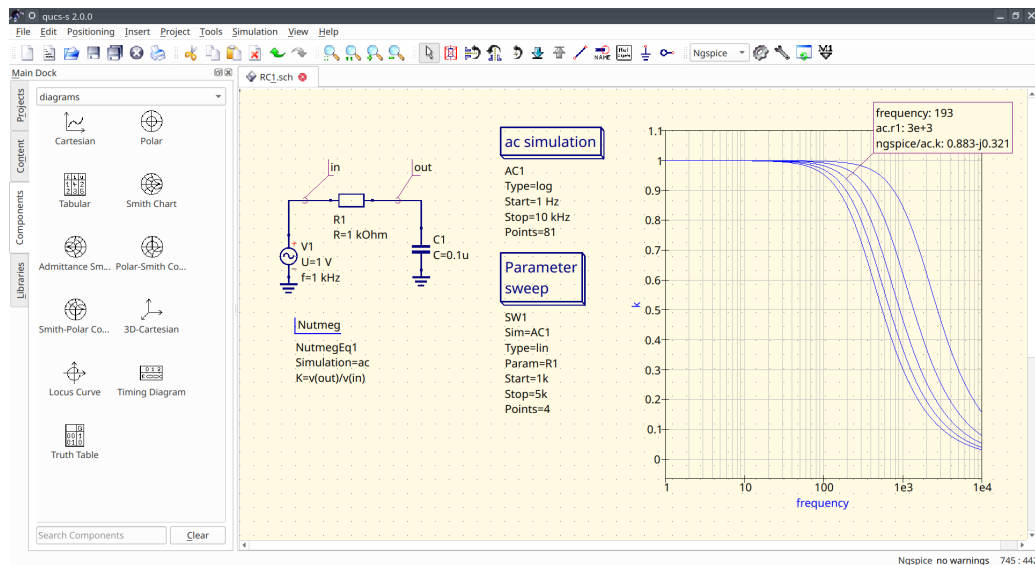 qucs-s 2.0.0
File Edit Positioning Insert Project Tools Simulation View Help
NAME
Ngspice
Main Dock
RC1.sch
Projects
Content
Components
Libraries
diagrams
Cartesian
Polar
Tabular
Smith Chart
Admittance Sm...
Polar-Smith Co...
Smith-Polar Co...
3D-Cartesian
Locus Curve
Timing Diagram
Truth Table
Search Components
Clear
in
out
R1
R=1 kOhm
V1
U=1 V
f=1 kHz
C1
C=0.1u
Nutmeg
NutmegEq1
Simulation=ac
K=v(out)/v(in)
ac simulation
AC1
Type=log
Start=1 Hz
Stop=10 kHz
Points=81
Parameter
sweep
SW1
Sim=AC1
Type=lin
Param=R1
Start=1k
Stop=5k
Points=4
frequency: 193
ac.r1: 3e+3
ngspice/ac.k: 0.883-j0.321
1.1
1
0.9
0.8
0.7
0.6
0.5
0.4
0.3
0.2
0.1
0
k
1 10 100 1e3 1e4
frequency
Ngspice no warnings